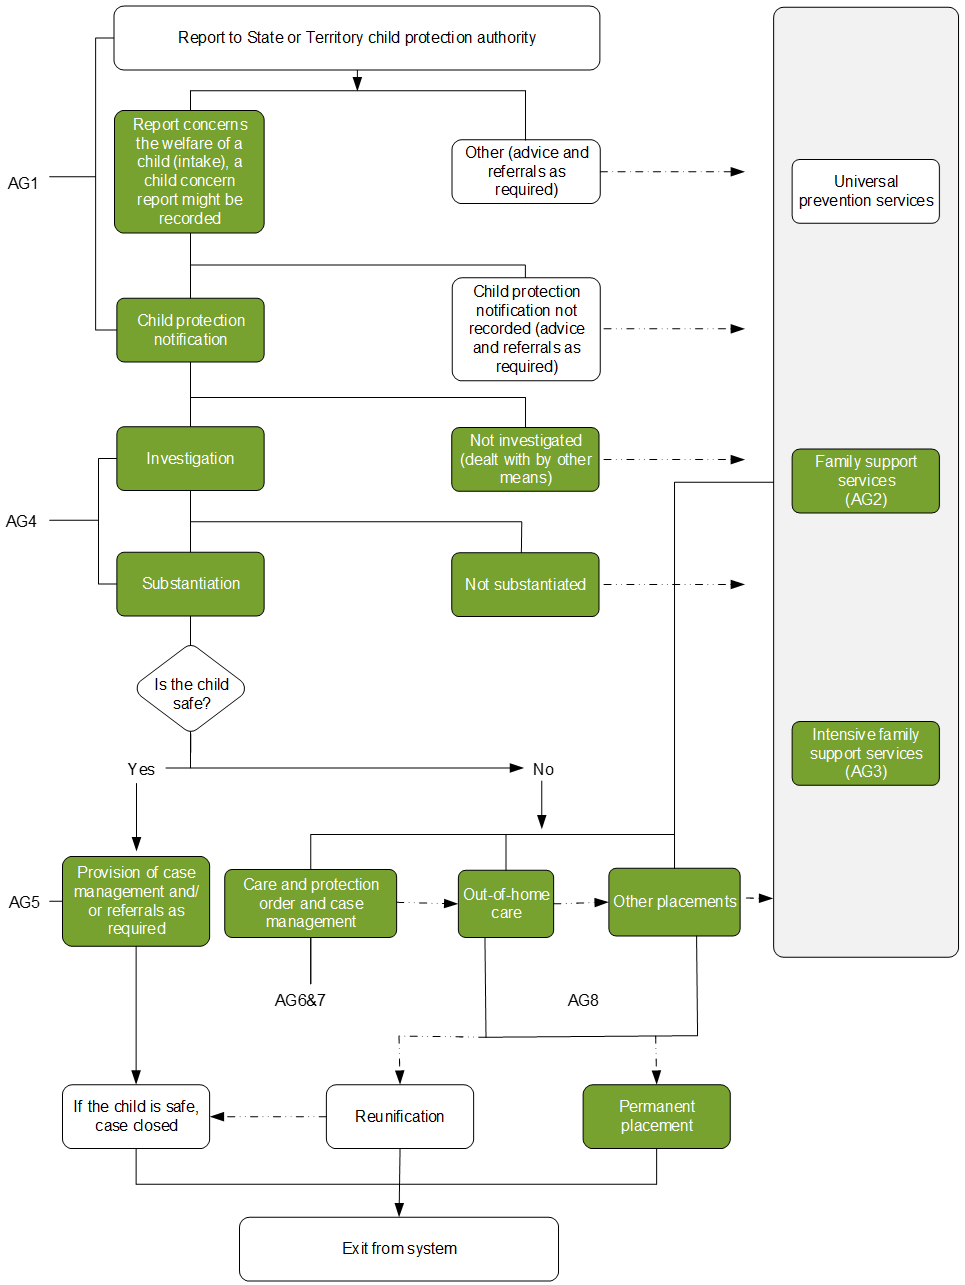 Report to State or Territory child protection authority
Report concerns
the welfare of a
child (intake), a
child concern
report might be
recorded
Other (advice and
referrals as
required)
AG1
Universal
prevention services
Child protection
notification
Child protection
notification not
recorded (advice
and referrals as
required)
Investigation
Not investigated
(dealt with by other
means)
Family support
services
(AG2)
AG4
Substantiation
Not substantiated
Is the child
safe?
Intensive family
support services
(AG3)
Yes
No
AG5
Provision of case
management and/
or referrals as
required
Care and protection
order and case
management
Out-of-home
care
Other placements
AG6&7
AG8
If the child is safe,
case closed
Reunification
Permanent
placement
Exit from system